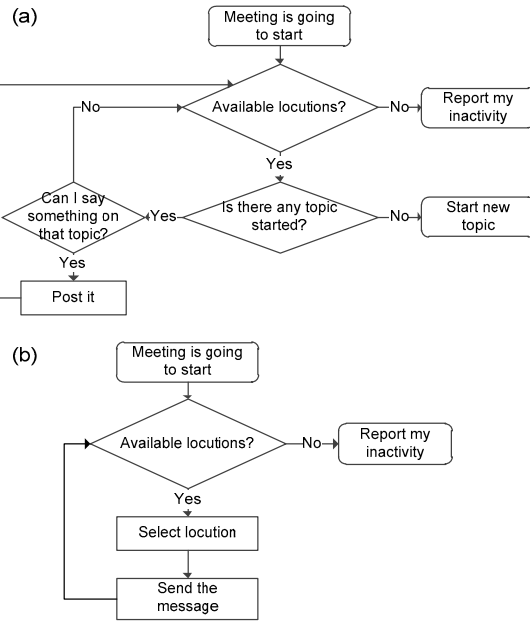 (a)
Meeting is going
to start
Available locutions?
No
Report my
inactivity
No
Yes
Can I say
something on
that topic?
Yes
Is there any topic
started?
No
Start new
topic
Yes
Post it
(b)
Meeting is going
to start
Available locutions?
No
Report my
inactivity
Yes
Select locution
Send the
message